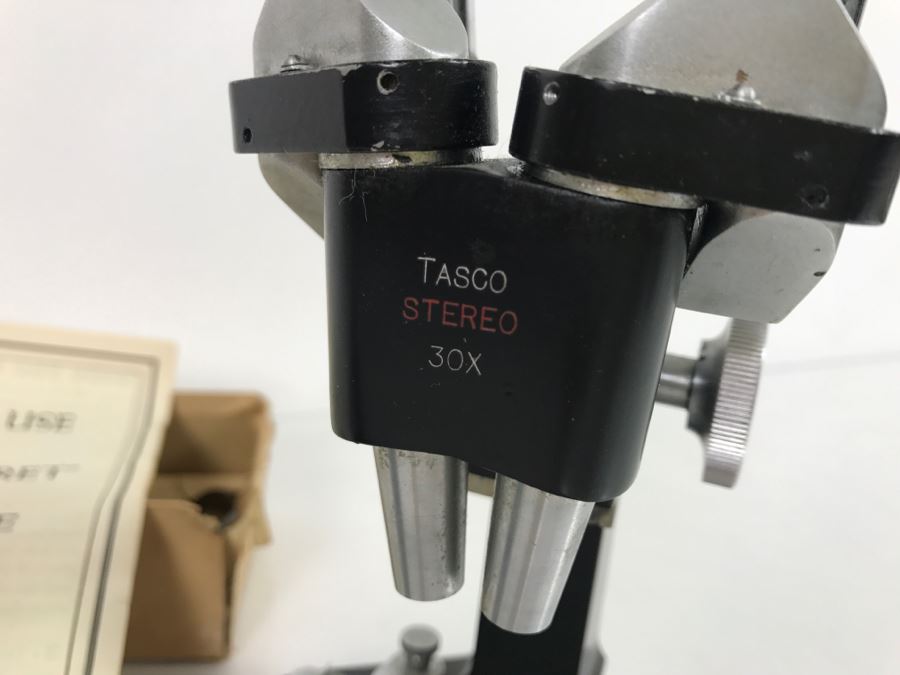 TASCO
STEREO
30X
USE